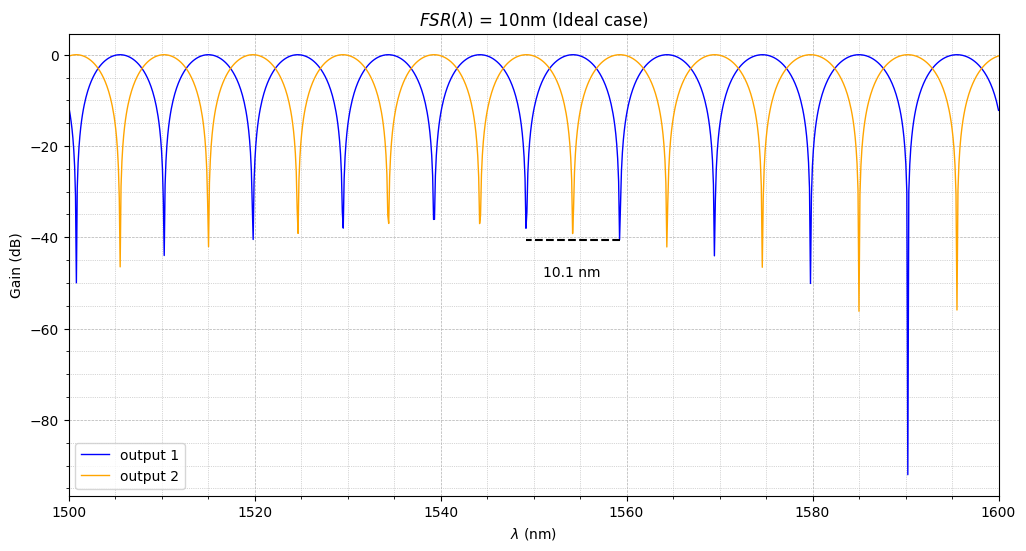 FSR(λ) = 10nm (Ideal case)
Gain (dB)
0
−20
−40
−60
−80
10.1 nm
output 1
output 2
1500 1520 1540 1560 1580 1600
λ (nm)